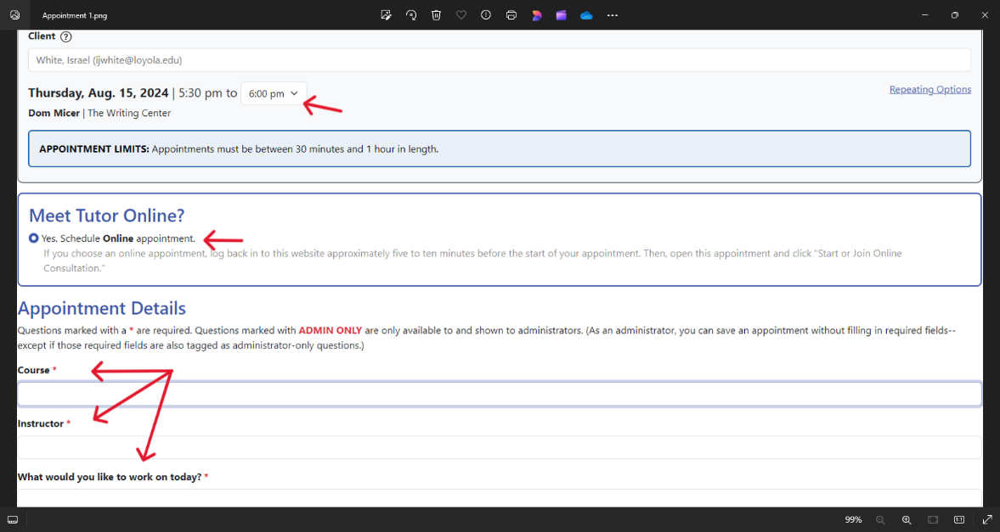 Appointment 1.png
Client ?
White, Israel (ijwhite@loyola.edu)
Thursday, Aug. 15, 2024 | 5:30 pm to 6:00 pm
Repeating Options
Dom Micer | The Writing Center
APPOINTMENT LIMITS: Appointments must be between 30 minutes and 1 hour in length.
Meet Tutor Online?
Yes. Schedule Online appointment.
If you choose an online appointment, log back in to this website approximately five to ten minutes before the start of your appointment. Then, open this appointment and click "Start or Join Online
Consultation."
Appointment Details
Questions marked with a * are required. Questions marked with ADMIN ONLY are only available to and shown to administrators. (As an administrator, you can save an appointment without filling in required fields--
except if those required fields are also tagged as administrator-only questions.)
Course *
Instructor *
What would you like to work on today? *
99%
1:1